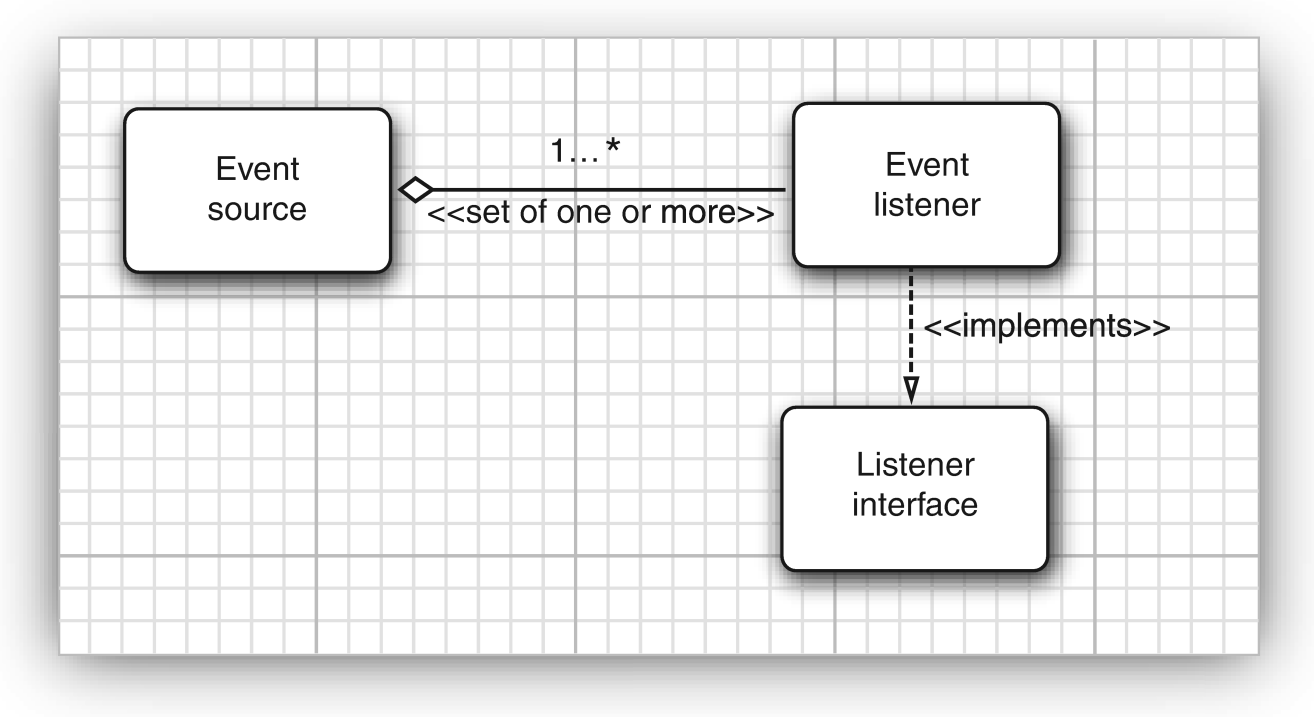 Event
source
1...*
<<set of one or more>>
Event
listener
<<implements>>
Listener
interface